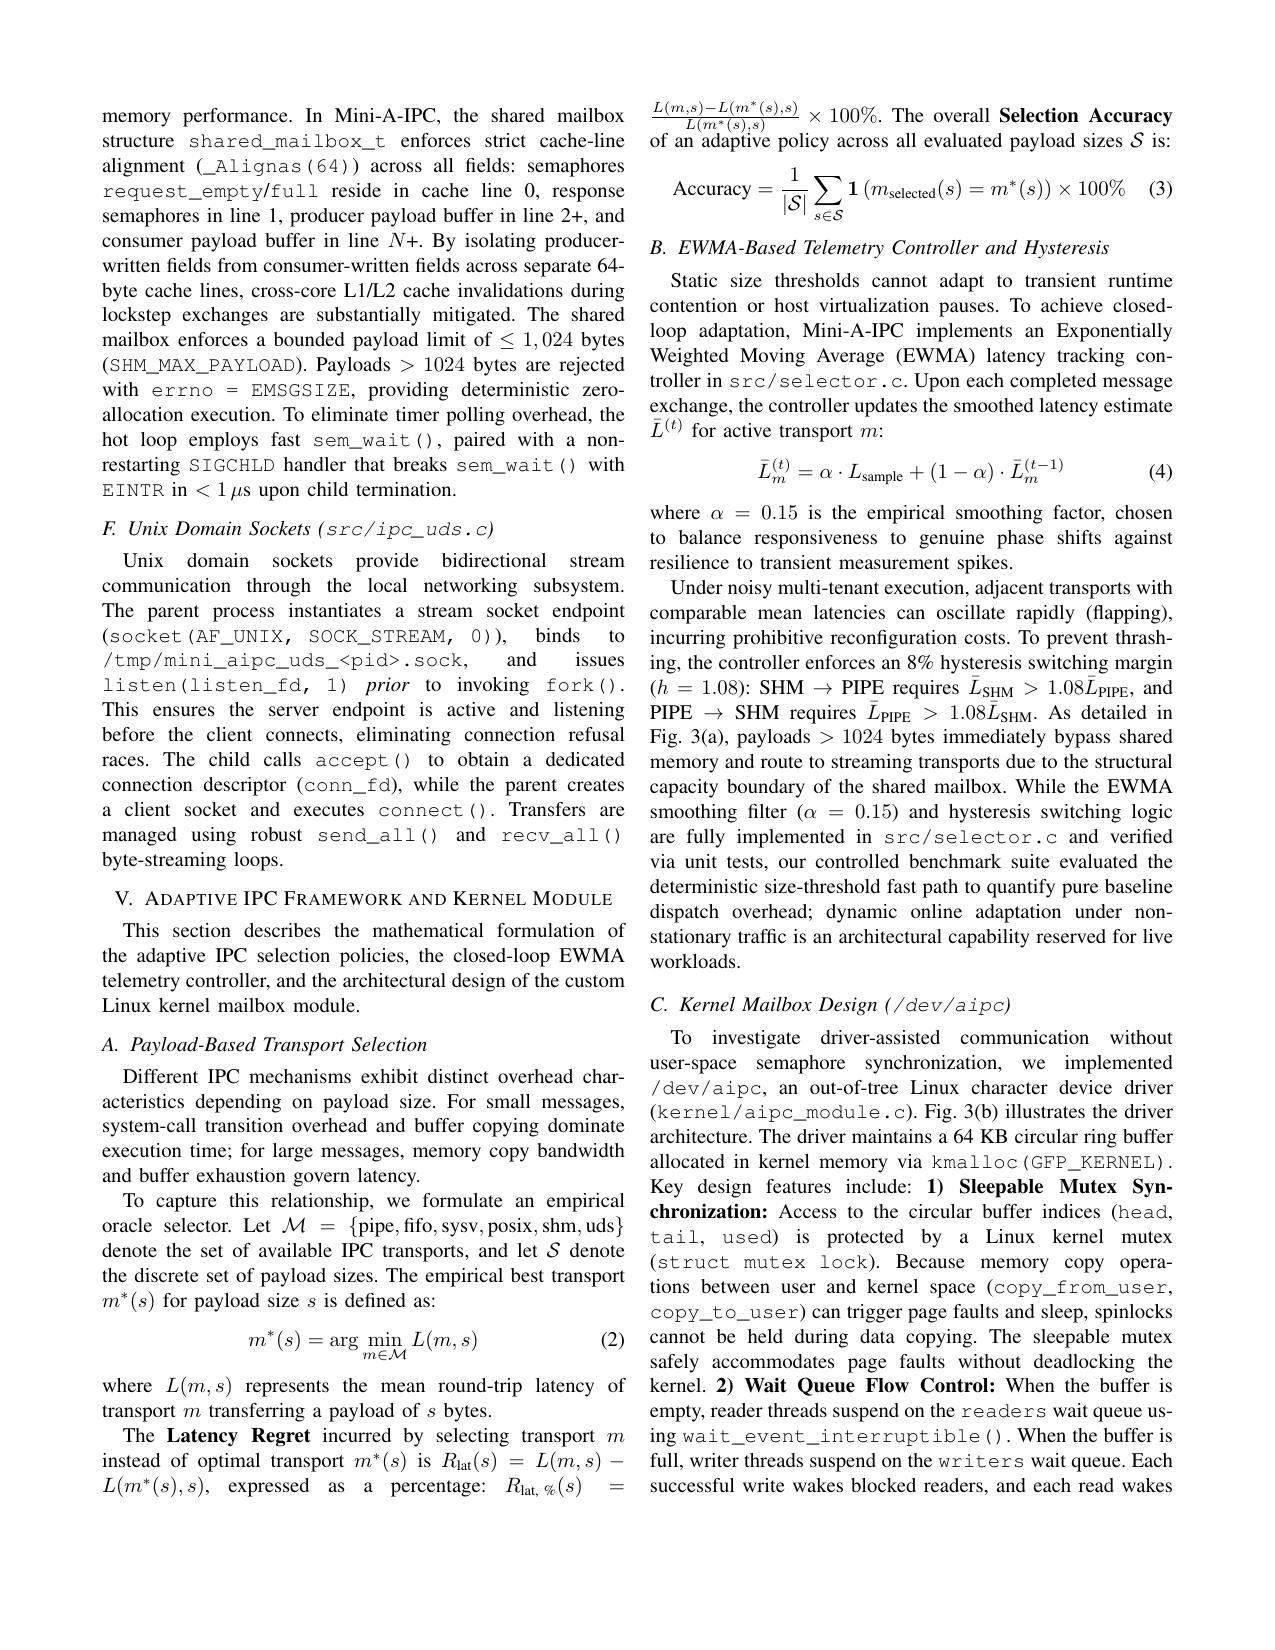 memory performance. In Mini-A-IPC, the shared mailbox
structure shared_mailbox_t enforces strict cache-line
alignment (_Alignas(64)) across all fields: semaphores
request_empty/full reside in cache line 0, response
semaphores in line 1, producer payload buffer in line 2+, and
consumer payload buffer in line N+. By isolating producer-
written fields from consumer-written fields across separate 64-
byte cache lines, cross-core L1/L2 cache invalidations during
lockstep exchanges are substantially mitigated. The shared
mailbox enforces a bounded payload limit of ≤ 1, 024 bytes
(SHM_MAX_PAYLOAD). Payloads > 1024 bytes are rejected
with errno = EMSGSIZE, providing deterministic zero-
allocation execution. To eliminate timer polling overhead, the
hot loop employs fast sem_wait(), paired with a non-
restarting SIGCHLD handler that breaks sem_wait() with
EINTR in < 1 μs upon child termination.
F. Unix Domain Sockets (src/ipc_uds.c)
Unix domain sockets provide bidirectional stream
communication through the local networking subsystem.
The parent process instantiates a stream socket endpoint
(socket(AF_UNIX, SOCK_STREAM, 0)), binds to
/tmp/mini_aipc_uds_<pid>.sock, and issues
listen(listen_fd, 1) prior to invoking fork().
This ensures the server endpoint is active and listening
before the client connects, eliminating connection refusal
races. The child calls accept() to obtain a dedicated
connection descriptor (conn_fd), while the parent creates
a client socket and executes connect(). Transfers are
managed using robust send_all() and recv_all()
byte-streaming loops.
V. ADAPTIVE IPC FRAMEWORK AND KERNEL MODULE
This section describes the mathematical formulation of
the adaptive IPC selection policies, the closed-loop EWMA
telemetry controller, and the architectural design of the custom
Linux kernel mailbox module.
A. Payload-Based Transport Selection
Different IPC mechanisms exhibit distinct overhead char-
acteristics depending on payload size. For small messages,
system-call transition overhead and buffer copying dominate
execution time; for large messages, memory copy bandwidth
and buffer exhaustion govern latency.
To capture this relationship, we formulate an empirical
oracle selector. Let ℳ = {pipe, fifo, sysv, posix, shm, uds}
denote the set of available IPC transports, and let 𝒮 denote
the discrete set of payload sizes. The empirical best transport
m*(s) for payload size s is defined as:
m*(s) = arg min_{m∈ℳ} L(m, s) (2)
where L(m, s) represents the mean round-trip latency of
transport m transferring a payload of s bytes.
The Latency Regret incurred by selecting transport m
instead of optimal transport m*(s) is R_lat(s) = L(m, s) −
L(m*(s), s), expressed as a percentage: R_{lat, %}(s) =
\frac{L(m,s)−L(m*(s),s)}{L(m*(s),s)} × 100%. The overall Selection Accuracy
of an adaptive policy across all evaluated payload sizes 𝒮 is:
Accuracy = \frac{1}{|𝒮|} ∑_{s∈𝒮} 1 (m_selected(s) = m*(s)) × 100% (3)
B. EWMA-Based Telemetry Controller and Hysteresis
Static size thresholds cannot adapt to transient runtime
contention or host virtualization pauses. To achieve closed-
loop adaptation, Mini-A-IPC implements an Exponentially
Weighted Moving Average (EWMA) latency tracking con-
troller in src/selector.c. Upon each completed message
exchange, the controller updates the smoothed latency estimate
L̄^{(t)} for active transport m:
L̄_m^{(t)} = α · L_sample + (1 − α) · L̄_m^{(t−1)} (4)
where α = 0.15 is the empirical smoothing factor, chosen
to balance responsiveness to genuine phase shifts against
resilience to transient measurement spikes.
Under noisy multi-tenant execution, adjacent transports with
comparable mean latencies can oscillate rapidly (flapping),
incurring prohibitive reconfiguration costs. To prevent thrash-
ing, the controller enforces an 8% hysteresis switching margin
(h = 1.08): SHM → PIPE requires L̄_SHM > 1.08L̄_PIPE, and
PIPE → SHM requires L̄_PIPE > 1.08L̄_SHM. As detailed in
Fig. 3(a), payloads > 1024 bytes immediately bypass shared
memory and route to streaming transports due to the structural
capacity boundary of the shared mailbox. While the EWMA
smoothing filter (α = 0.15) and hysteresis switching logic
are fully implemented in src/selector.c and verified
via unit tests, our controlled benchmark suite evaluated the
deterministic size-threshold fast path to quantify pure baseline
dispatch overhead; dynamic online adaptation under non-
stationary traffic is an architectural capability reserved for live
workloads.
C. Kernel Mailbox Design (/dev/aipc)
To investigate driver-assisted communication without
user-space semaphore synchronization, we implemented
/dev/aipc, an out-of-tree Linux character device driver
(kernel/aipc_module.c). Fig. 3(b) illustrates the driver
architecture. The driver maintains a 64 KB circular ring buffer
allocated in kernel memory via kmalloc(GFP_KERNEL).
Key design features include: 1) Sleepable Mutex Syn-
chronization: Access to the circular buffer indices (head,
tail, used) is protected by a Linux kernel mutex
(struct mutex lock). Because memory copy opera-
tions between user and kernel space (copy_from_user,
copy_to_user) can trigger page faults and sleep, spinlocks
cannot be held during data copying. The sleepable mutex
safely accommodates page faults without deadlocking the
kernel. 2) Wait Queue Flow Control: When the buffer is
empty, reader threads suspend on the readers wait queue us-
ing wait_event_interruptible(). When the buffer is
full, writer threads suspend on the writers wait queue. Each
successful write wakes blocked readers, and each read wakes